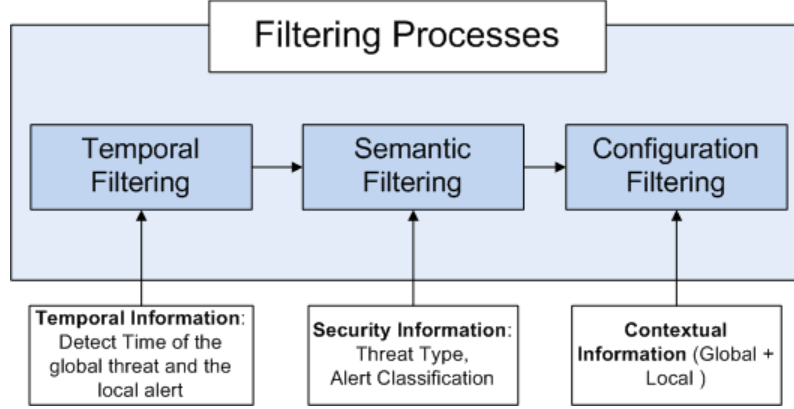 Filtering Processes
Temporal
Filtering
Semantic
Filtering
Configuration
Filtering
Temporal Information:
Detect Time of the
global threat and the
local alert
Security Information:
Threat Type,
Alert Classification
Contextual
Information (Global +
Local )